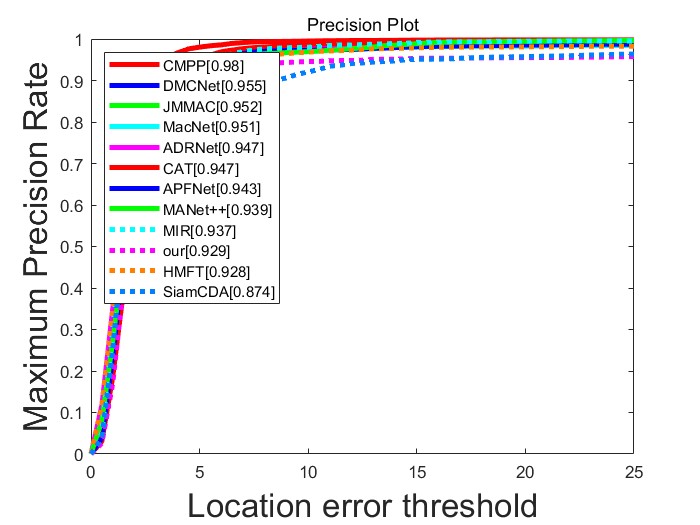 Precision Plot
Maximum Precision Rate
1
0.9
0.8
0.7
0.6
0.5
0.4
0.3
0.2
0.1
0
CMPP[0.98]
DMCNet[0.955]
JMMAC[0.952]
MacNet[0.951]
ADRNet[0.947]
CAT[0.947]
APFNet[0.943]
MANet++[0.939]
MIR[0.937]
our[0.929]
HMFT[0.928]
SiamCDA[0.874]
0 5 10 15 20 25
Location error threshold